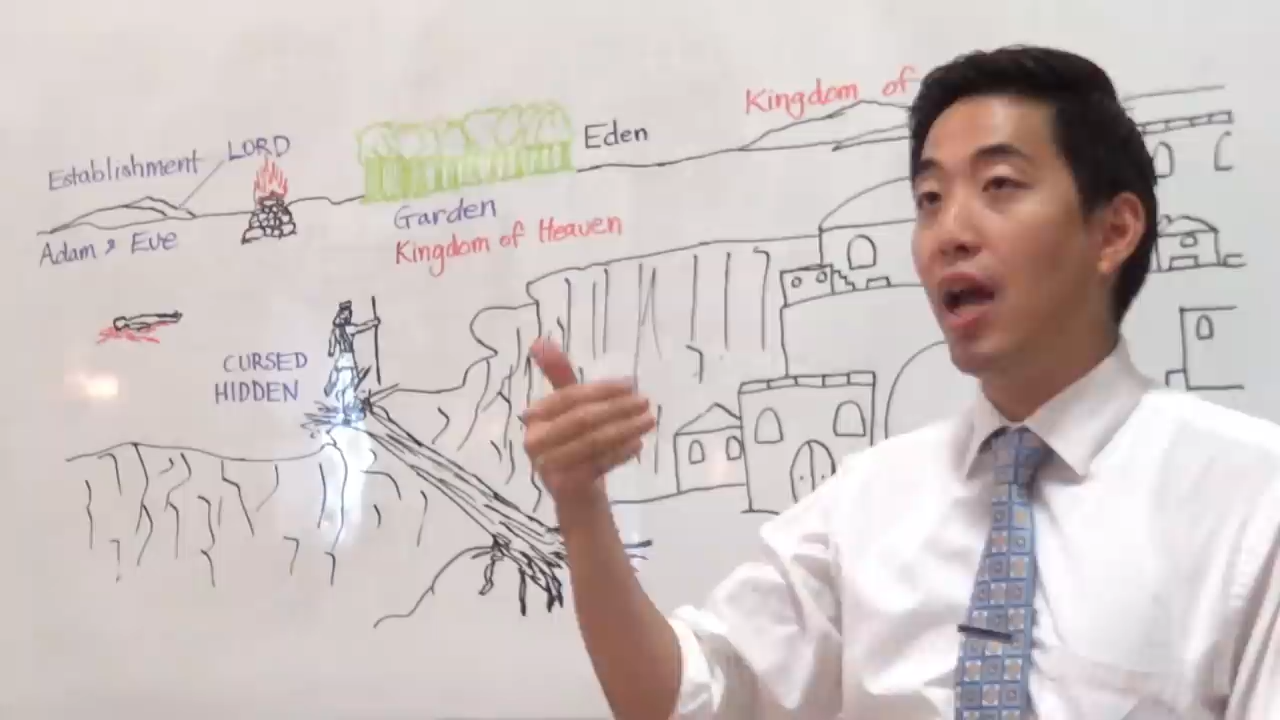 Kingdom of
Establishment
LORD
Eden
Adam & Eve
Garden
Kingdom of Heaven
CURSED
HIDDEN